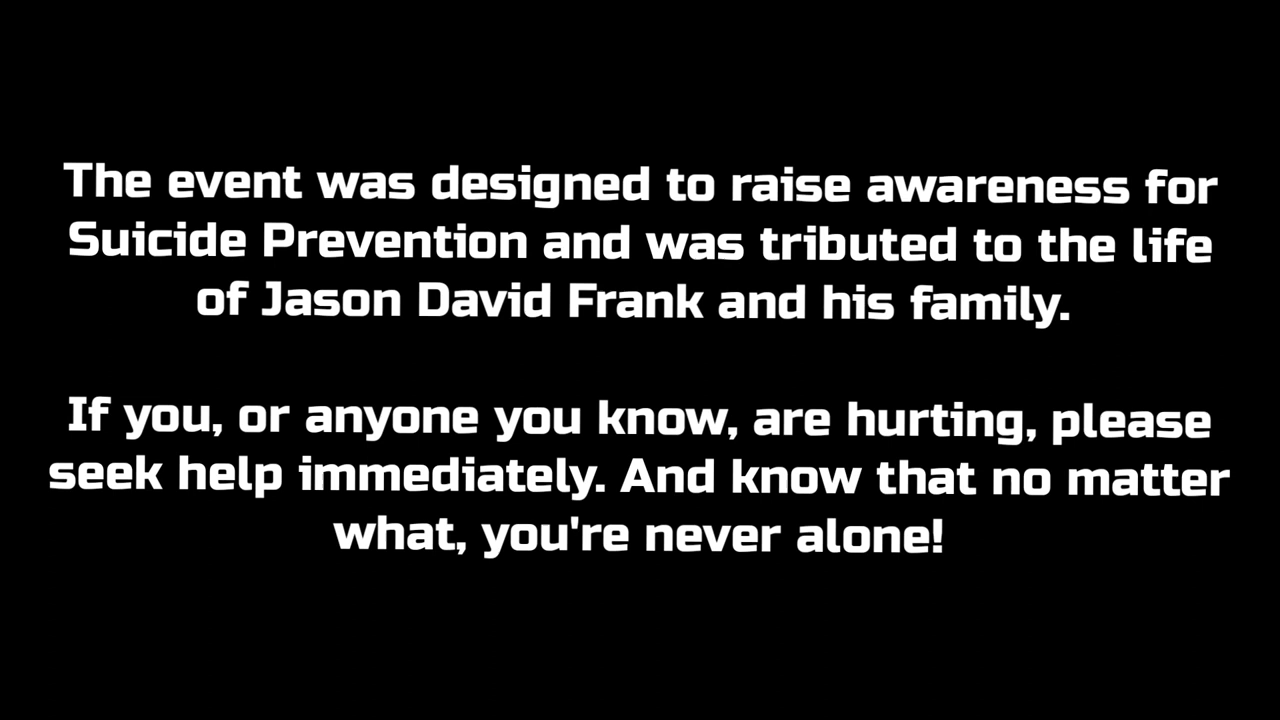 The event was designed to raise awareness for
Suicide Prevention and was tributed to the life
of Jason David Frank and his family.
If you, or anyone you know, are hurting, please
seek help immediately. And know that no matter
what, you're never alone!